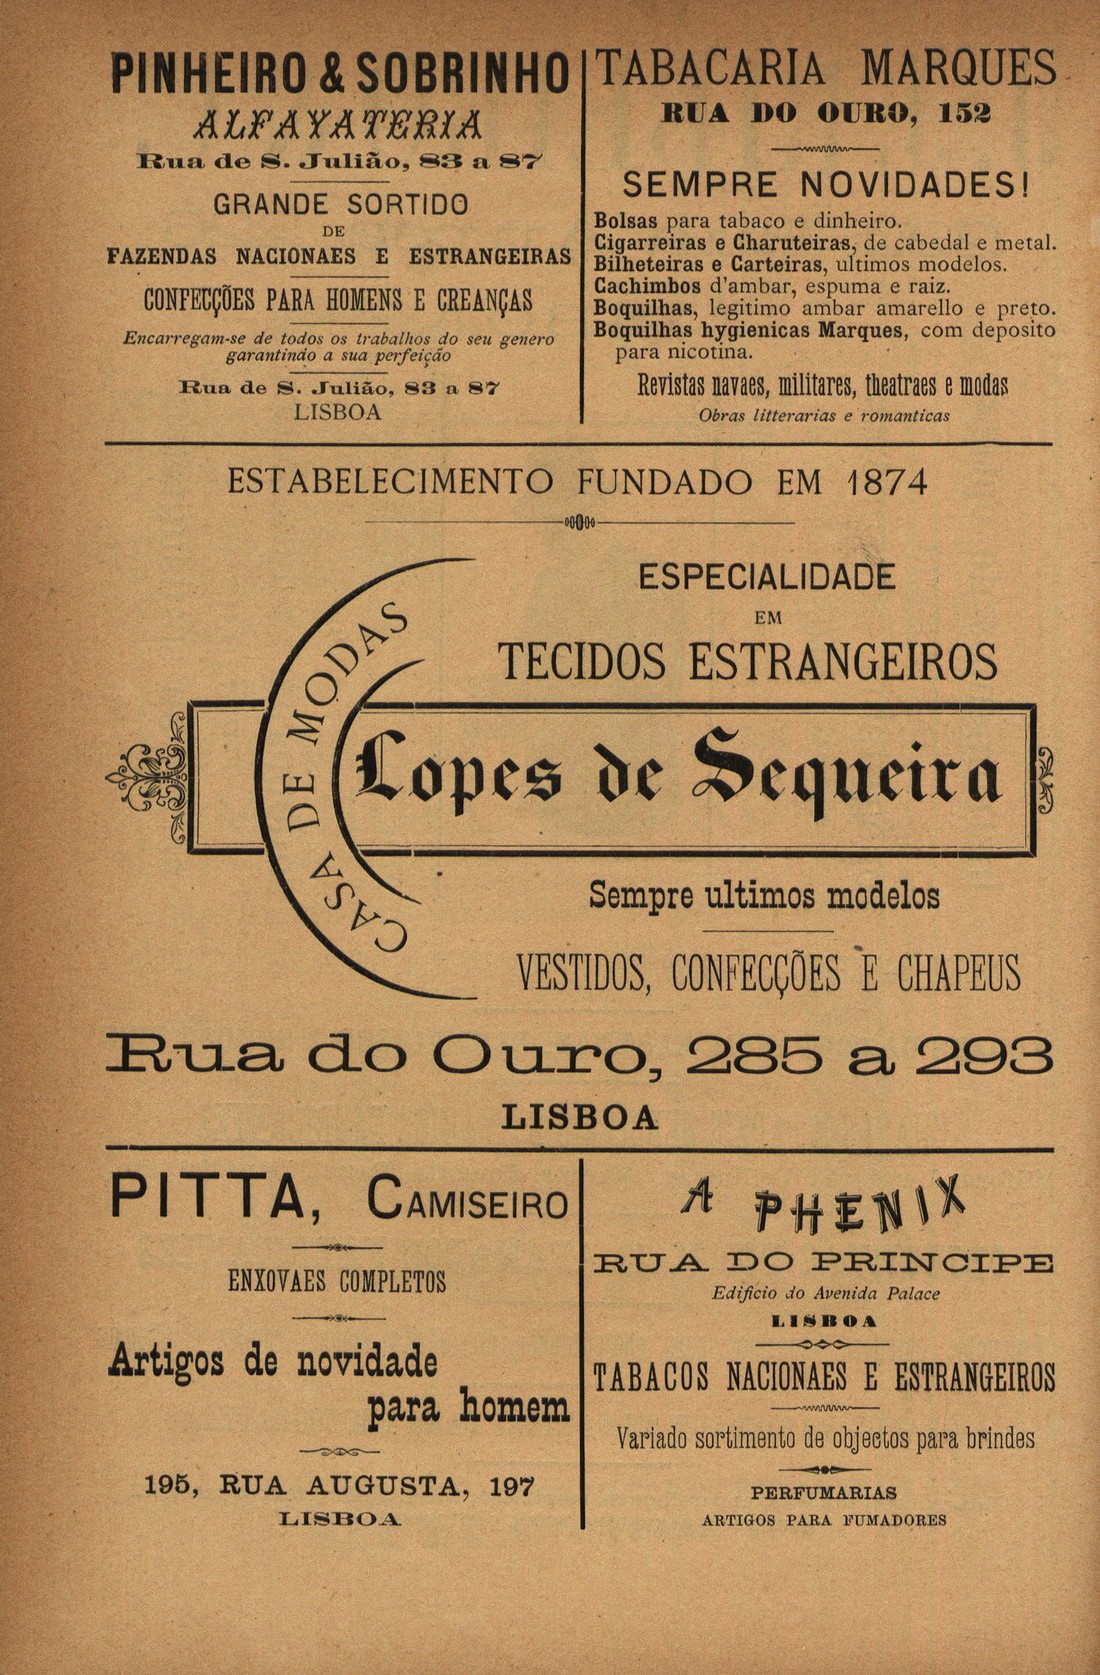 PINHEIRO & SOBRINHO
ALFAYATERIA
Rua de S. Julião, 83 a 87
GRANDE SORTIDO
DE
FAZENDAS NACIONAES E ESTRANGEIRAS
CONFECÇÕES PARA HOMENS E CREANÇAS
Encarregam-se de todos os trabalhos do seu genero
garantindo a sua perfeição
Rua de S. Julião, 83 a 87
LISBOA
TABACARIA MARQUES
RUA DO OURO, 152
SEMPRE NOVIDADES!
Bolsas para tabaco e dinheiro.
Cigarreiras e Charuteiras, de cabedal e metal.
Bilheteiras e Carteiras, ultimos modelos.
Cachimbos d'ambar, espuma e raiz.
Boquilhas, legitimo ambar amarello e preto.
Boquilhas hygienicas Marques, com deposito
para nicotina.
Revistas navaes, militares, theatraes e modas
Obras litterarias e romanticas
ESTABELECIMENTO FUNDADO EM 1874
ESPECIALIDADE
EM
TECIDOS ESTRANGEIROS
CASA DE MODAS
Lopes de Sequeira
Sempre ultimos modelos
VESTIDOS, CONFECÇÕES E CHAPEUS
Rua do Ouro, 285 a 293
LISBOA
PITTA, CAMISEIRO
ENXOVAES COMPLETOS
Artigos de novidade
para homem
195, RUA AUGUSTA, 197
LISBOA
A PHENIX
RUA DO PRINCIPE
Edificio do Avenida Palace
LISBOA
TABACOS NACIONAES E ESTRANGEIROS
Variado sortimento de objectos para brindes
PERFUMARIAS
ARTIGOS PARA FUMADORES